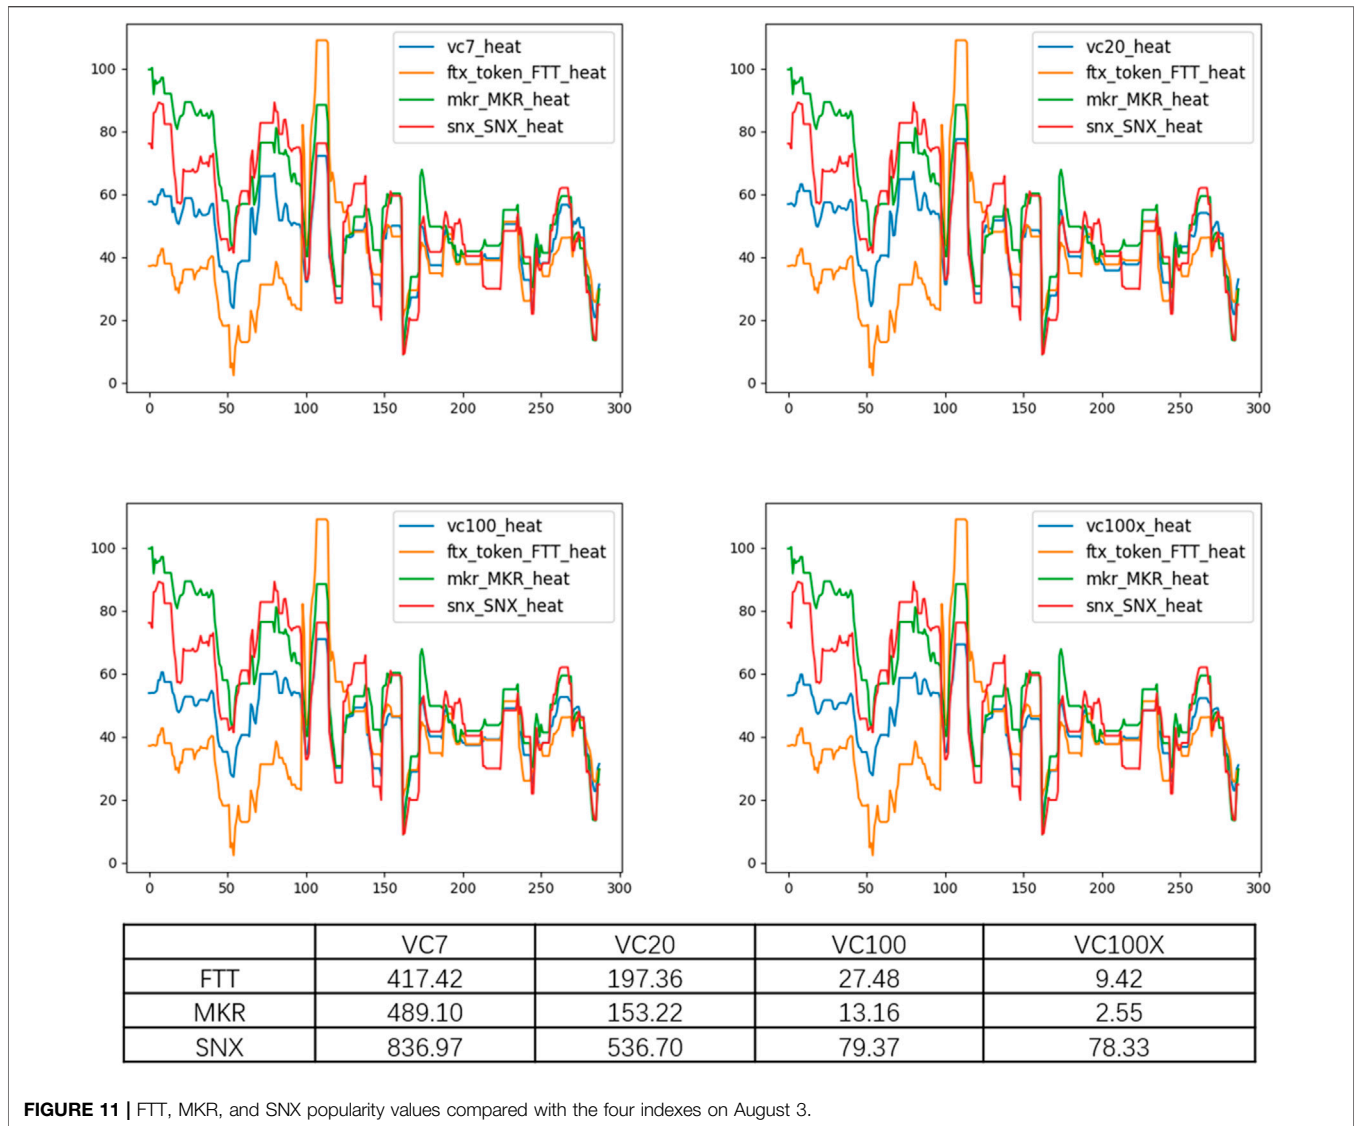 vc7_heat
ftx_token_FTT_heat
mkr_MKR_heat
snx_SNX_heat
100
80
60
40
20
0
0 50 100 150 200 250 300
vc20_heat
ftx_token_FTT_heat
mkr_MKR_heat
snx_SNX_heat
100
80
60
40
20
0
0 50 100 150 200 250 300
vc100_heat
ftx_token_FTT_heat
mkr_MKR_heat
snx_SNX_heat
100
80
60
40
20
0
0 50 100 150 200 250 300
vc100x_heat
ftx_token_FTT_heat
mkr_MKR_heat
snx_SNX_heat
100
80
60
40
20
0
0 50 100 150 200 250 300
VC7 VC20 VC100 VC100X
FTT 417.42 197.36 27.48 9.42
MKR 489.10 153.22 13.16 2.55
SNX 836.97 536.70 79.37 78.33
FIGURE 11 | FTT, MKR, and SNX popularity values compared with the four indexes on August 3.